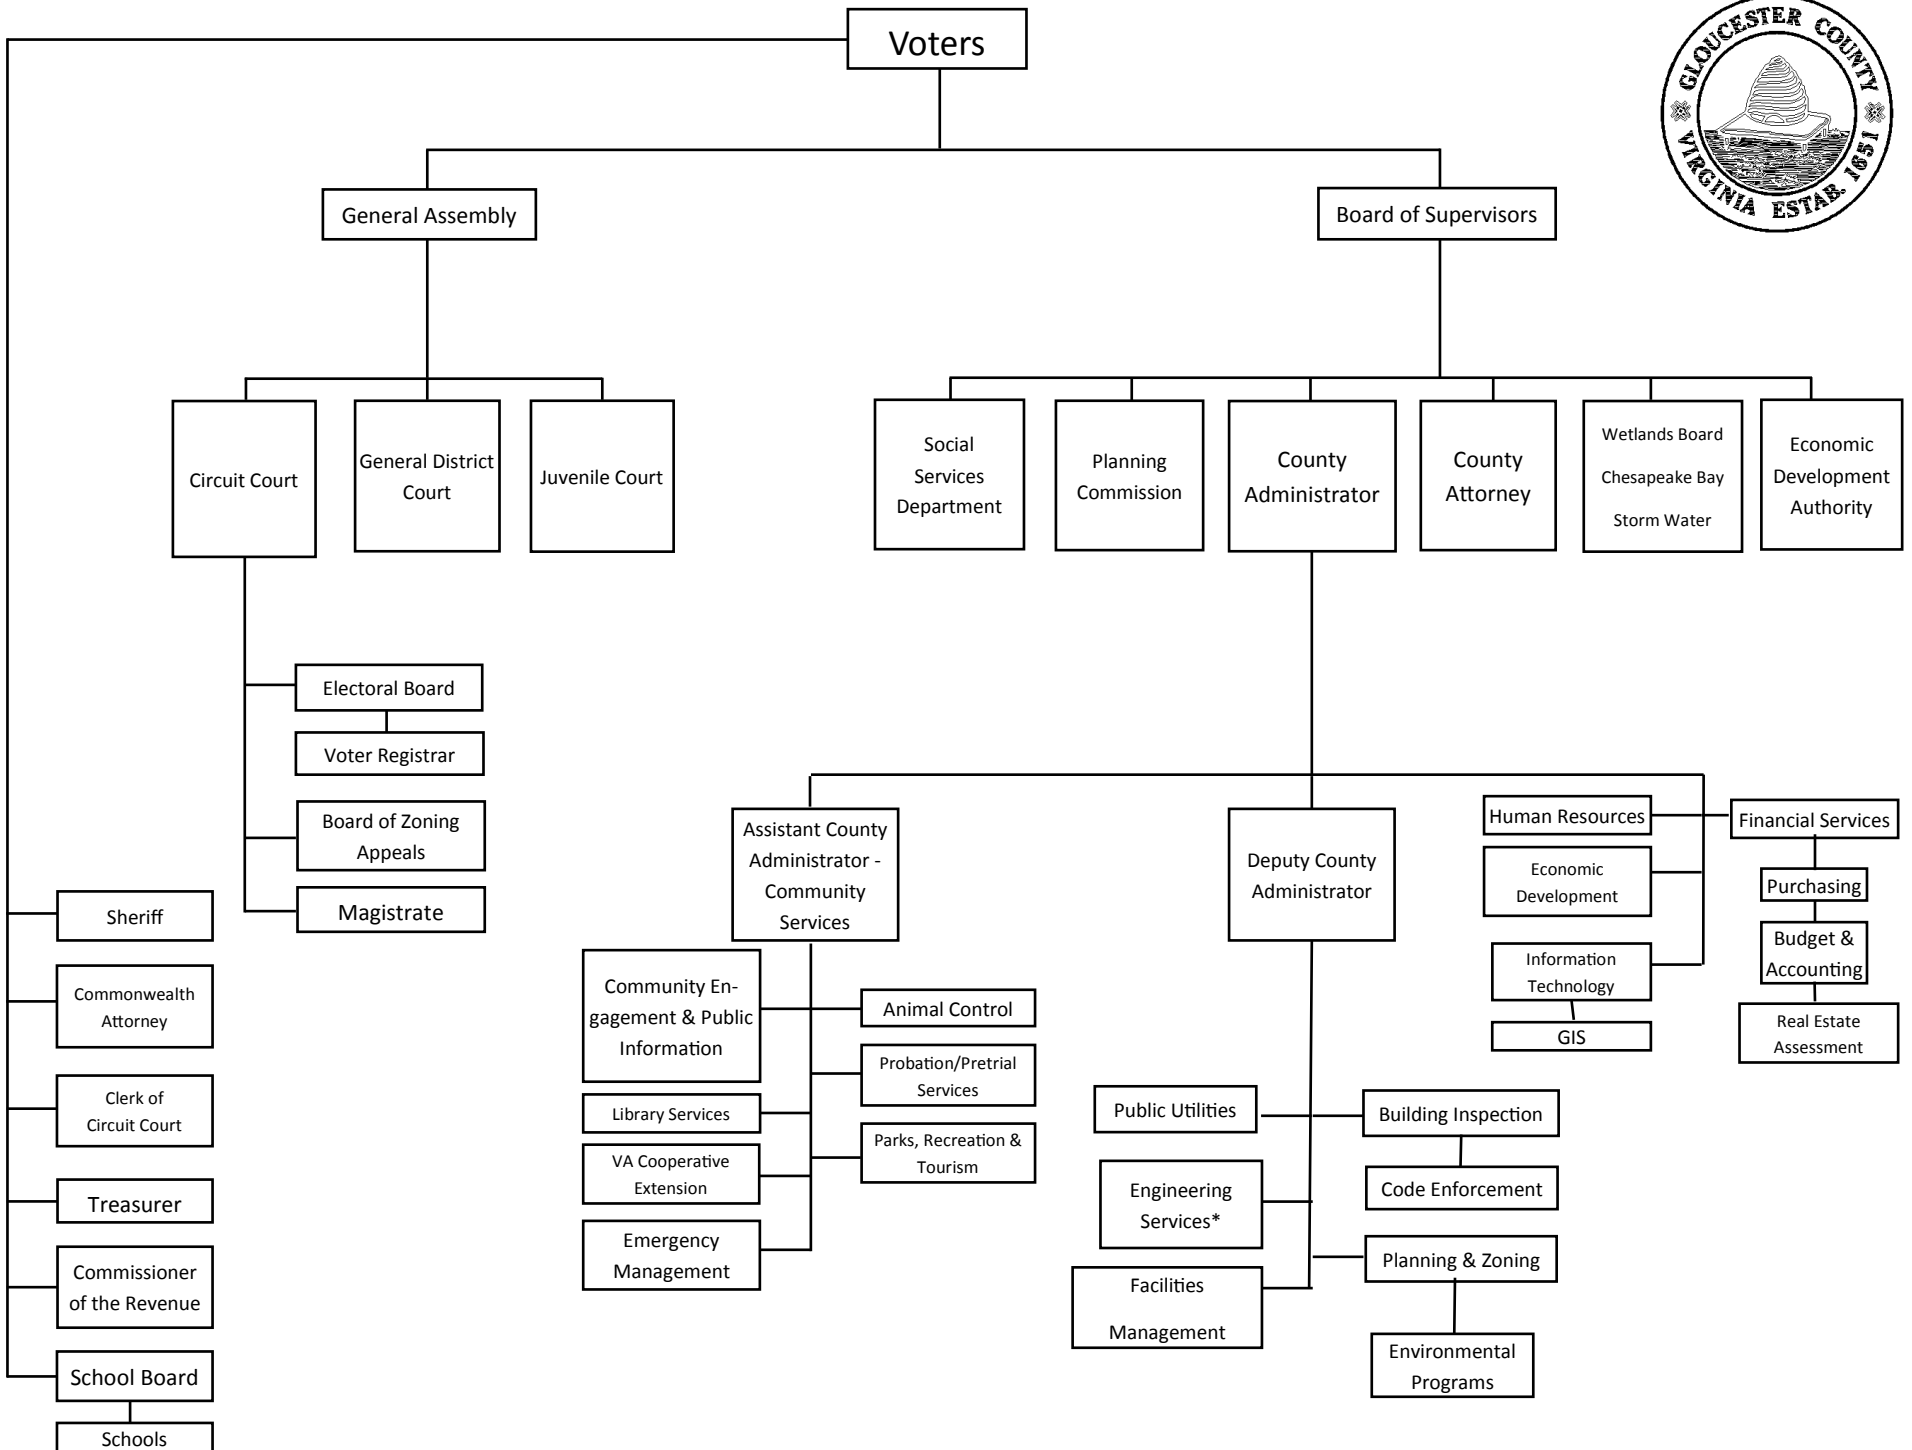 Voters
GLOUCESTER COUNTY
VIRGINIA ESTAB. 1651
General Assembly
Board of Supervisors
Circuit Court
General District
Court
Juvenile Court
Social
Services
Department
Planning
Commission
County
Administrator
County
Attorney
Wetlands Board
Chesapeake Bay
Storm Water
Economic
Development
Authority
Electoral Board
Voter Registrar
Board of Zoning
Appeals
Magistrate
Sheriff
Commonwealth
Attorney
Clerk of
Circuit Court
Treasurer
Commissioner
of the Revenue
School Board
Schools
Assistant County
Administrator -
Community
Services
Community En-
gagement & Public
Information
Library Services
VA Cooperative
Extension
Emergency
Management
Animal Control
Probation/Pretrial
Services
Parks, Recreation &
Tourism
Deputy County
Administrator
Public Utilities
Engineering
Services*
Facilities
Management
Building Inspection
Code Enforcement
Planning & Zoning
Environmental
Programs
Human Resources
Economic
Development
Information
Technology
GIS
Financial Services
Purchasing
Budget &
Accounting
Real Estate
Assessment